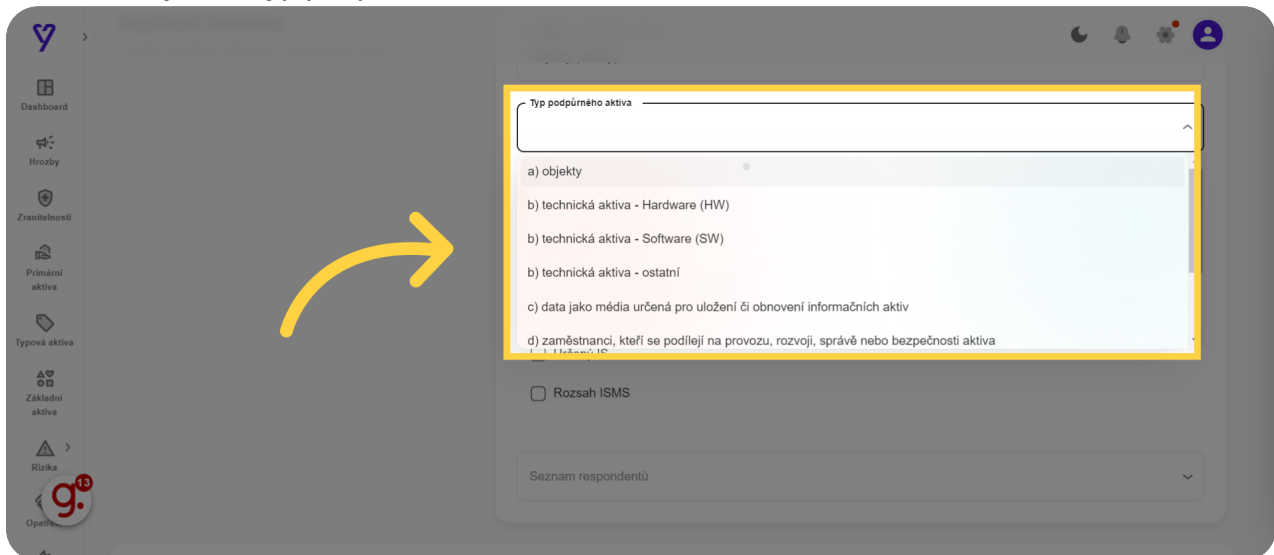 Dashboard
Hrozby
Zranitelnosti
Primární
aktiva
Typová aktiva
Základní
aktiva
Rizika
g.
13
Typ podpůrného aktiva
a) objekty
b) technická aktiva - Hardware (HW)
b) technická aktiva - Software (SW)
b) technická aktiva - ostatní
c) data jako média určená pro uložení či obnovení informačních aktiv
d) zaměstnanci, kteří se podílejí na provozu, rozvoji, správě nebo bezpečnosti aktiva
Rozsah ISMS
Seznam respondentů